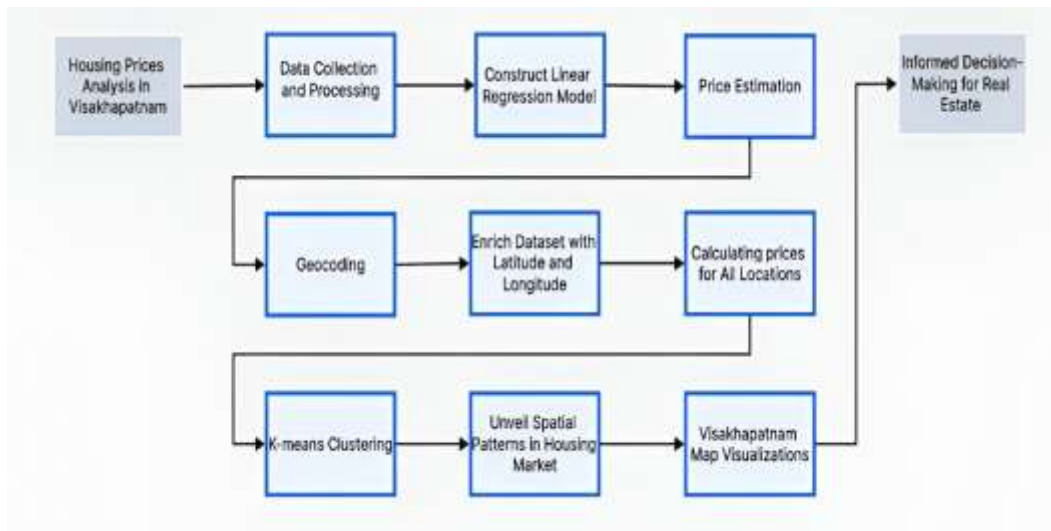 Housing Prices
Analysis in
Visakhapatnam
Data Collection
and Processing
Construct Linear
Regression Model
Price Estimation
Informed Decision-
Making for Real
Estate
Geocoding
Enrich Dataset with
Latitude and
Longitude
Calculating prices
for All Locations
K-means Clustering
Unveil Spatial
Patterns in Housing
Market
Visakhapatnam
Map Visualizations